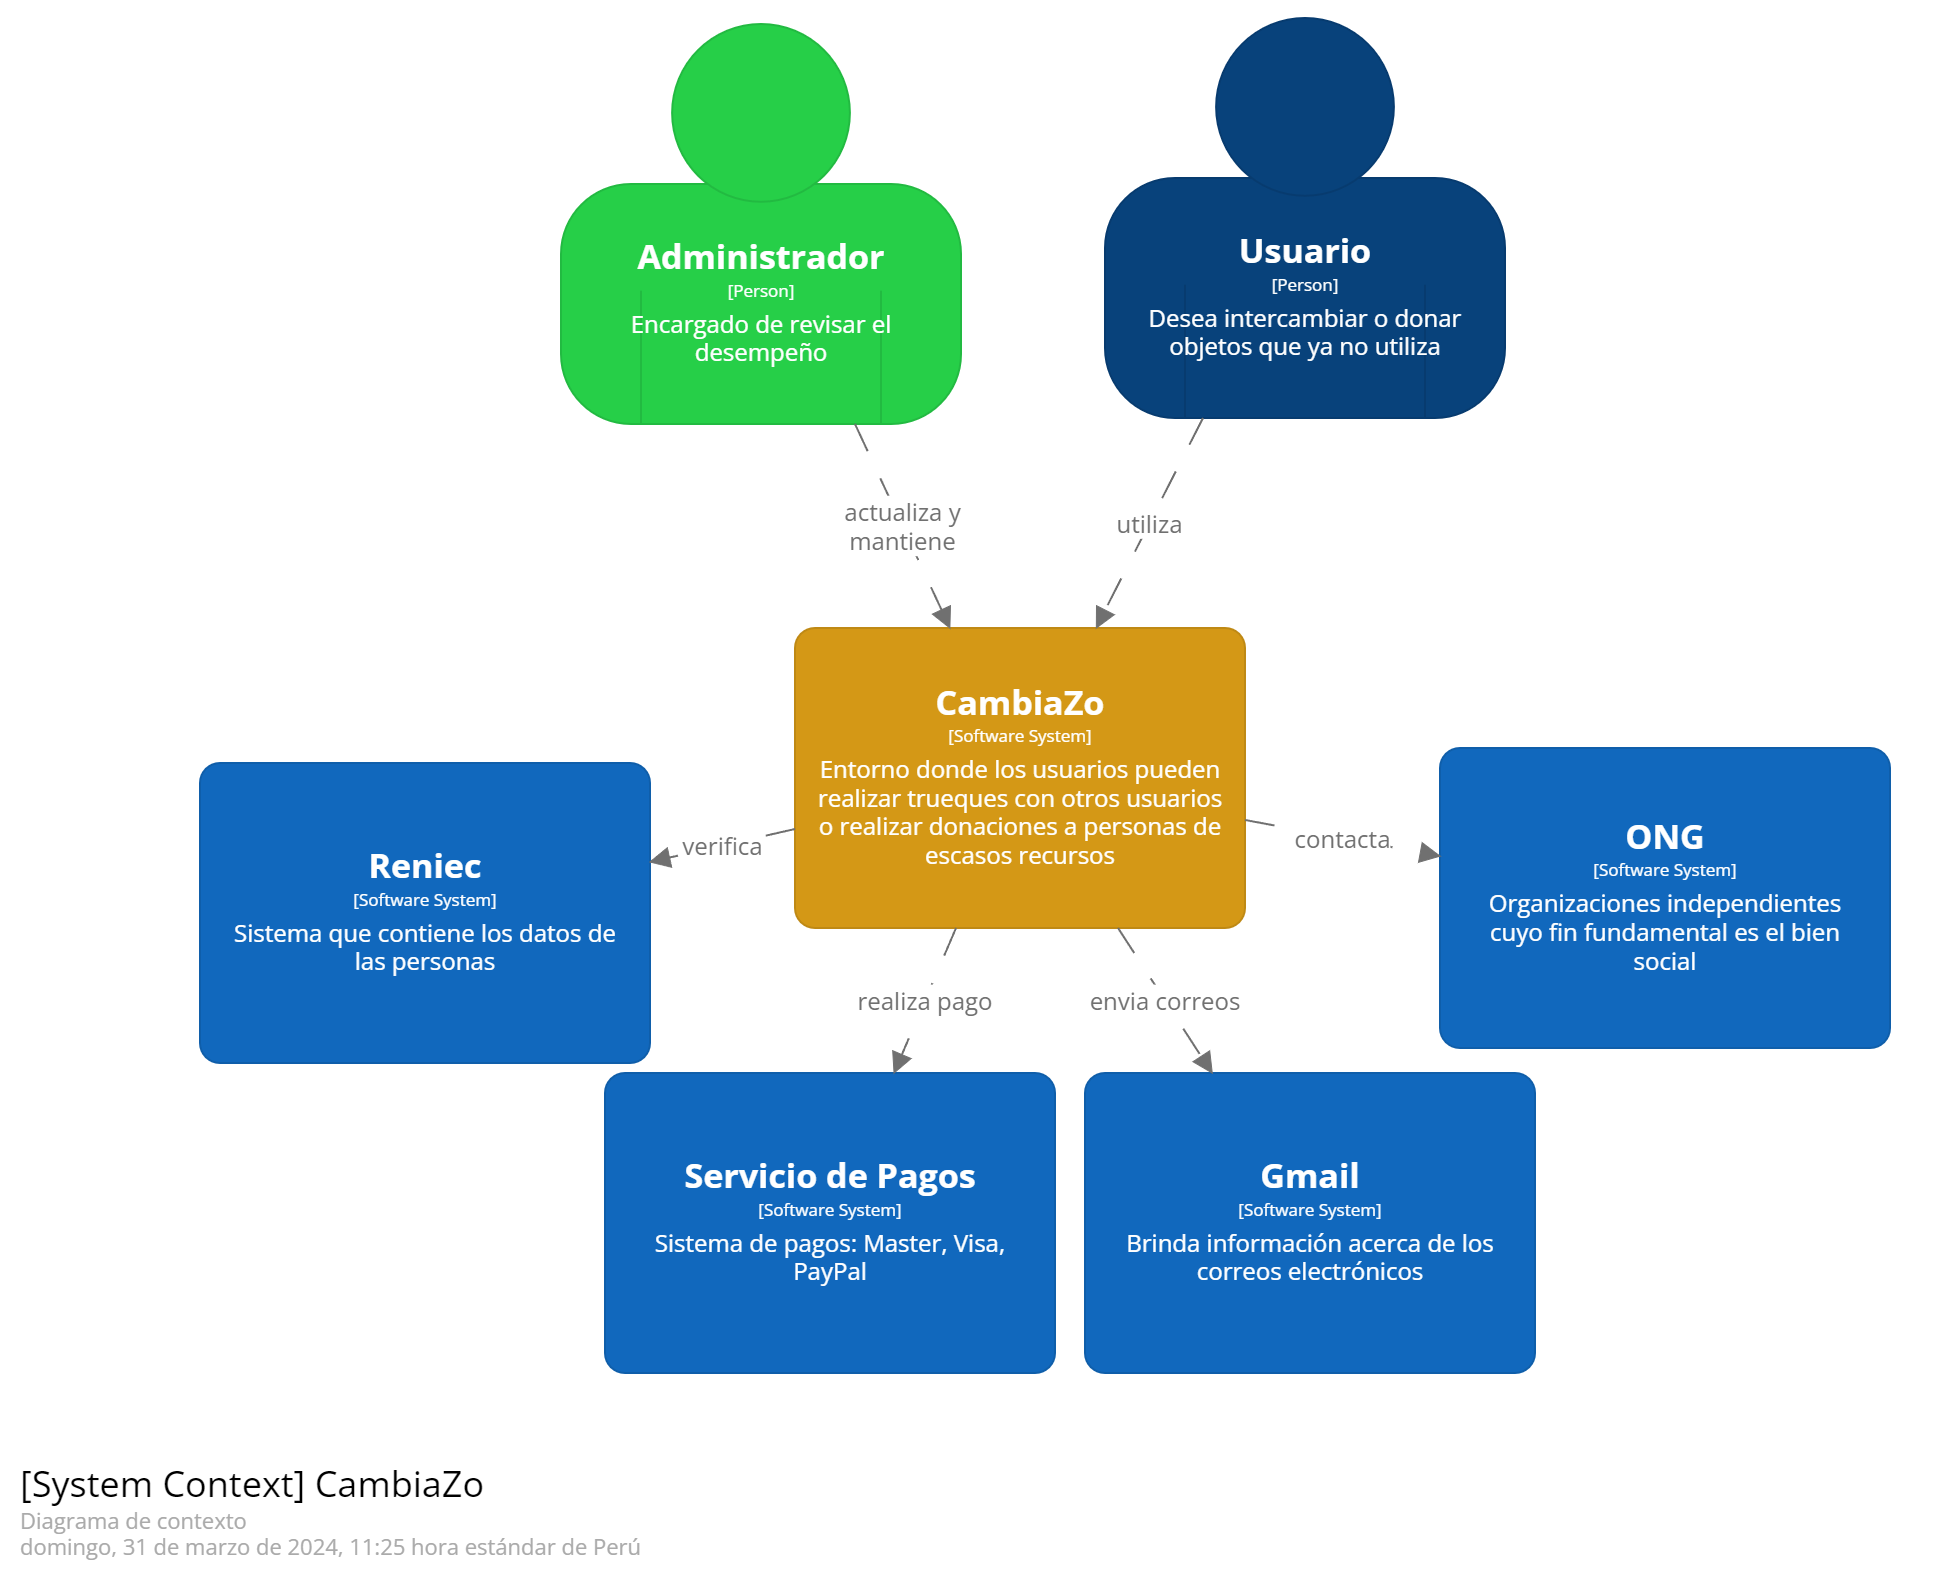 Administrador
[Person]
Encargado de revisar el
desempeño
Usuario
[Person]
Desea intercambiar o donar
objetos que ya no utiliza
actualiza y
mantiene
utiliza
CambiaZo
[Software System]
Entorno donde los usuarios pueden
realizar trueques con otros usuarios
o realizar donaciones a personas de
escasos recursos
verifica
contacta
Reniec
[Software System]
Sistema que contiene los datos de
las personas
ONG
[Software System]
Organizaciones independientes
cuyo fin fundamental es el bien
social
realiza pago
envia correos
Servicio de Pagos
[Software System]
Sistema de pagos: Master, Visa,
PayPal
Gmail
[Software System]
Brinda información acerca de los
correos electrónicos
[System Context] CambiaZo
Diagrama de contexto
domingo, 31 de marzo de 2024, 11:25 hora estándar de Perú